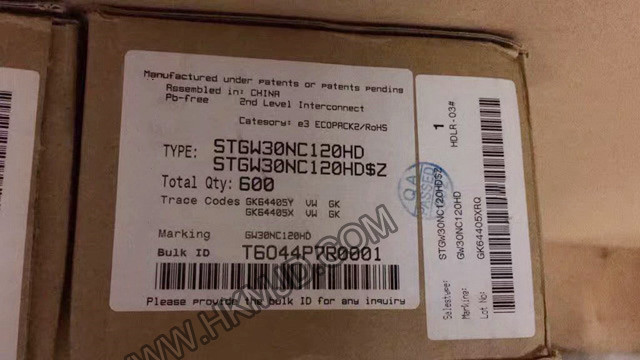 Manufactured under patents or patents pending
Assembled in: CHINA
Pb-free 2nd Level Interconnect
Category: e3 ECOPACK2/RoHS
TYPE: STGW30NC120HD
STGW30NC120HD$Z
Total Qty: 600
Trace Codes GK64405Y VW GK
GK64405X VW GK
Marking GW30NC120HD
Bulk ID T6044P7R0001
Please provide the bulk ID for any inquiry
Salestype: STGW30NC120HD$Z
Marking: GW30NC120HD
Lot No: GK64405XRQ
1
HDLR-03#
QA
PASSED
WWW.HKMJD.COM